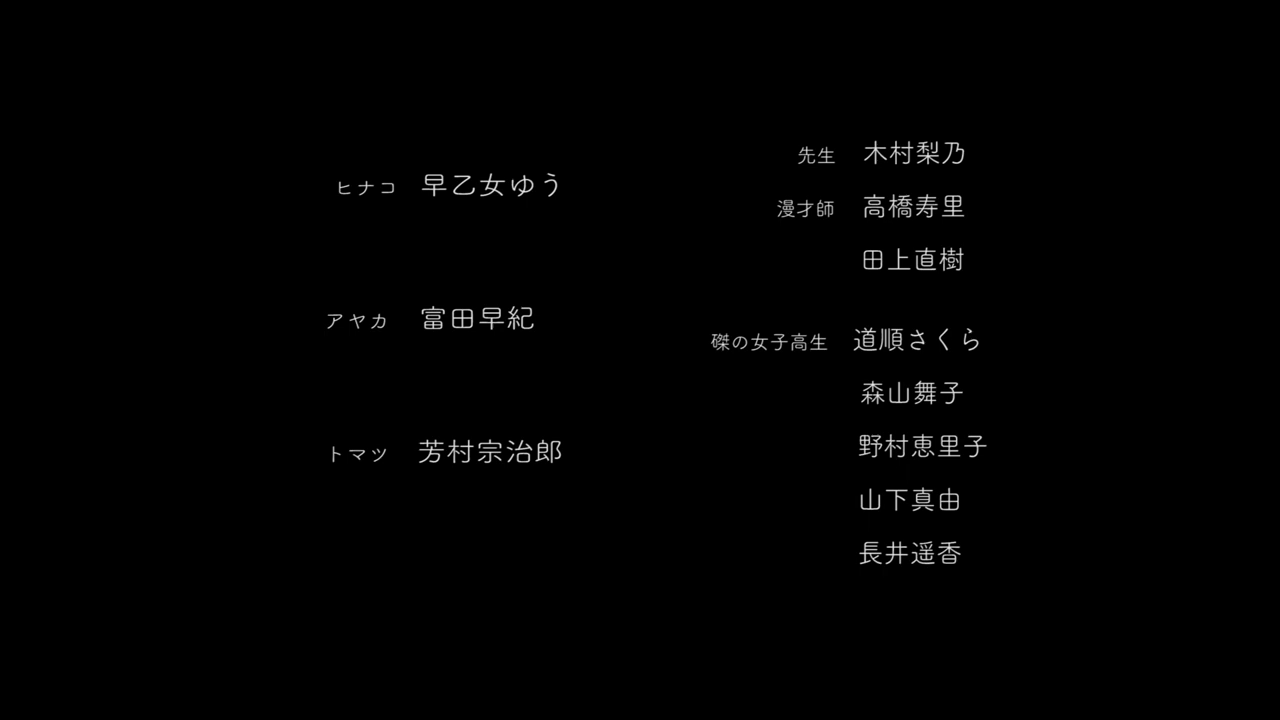 ヒナコ 早乙女ゆう
アヤカ 富田早紀
トマツ 芳村宗治郎
先生 木村梨乃
漫才師 高橋寿里
田上直樹
磔の女子高生 道順さくら
森山舞子
野村恵里子
山下真由
長井遥香